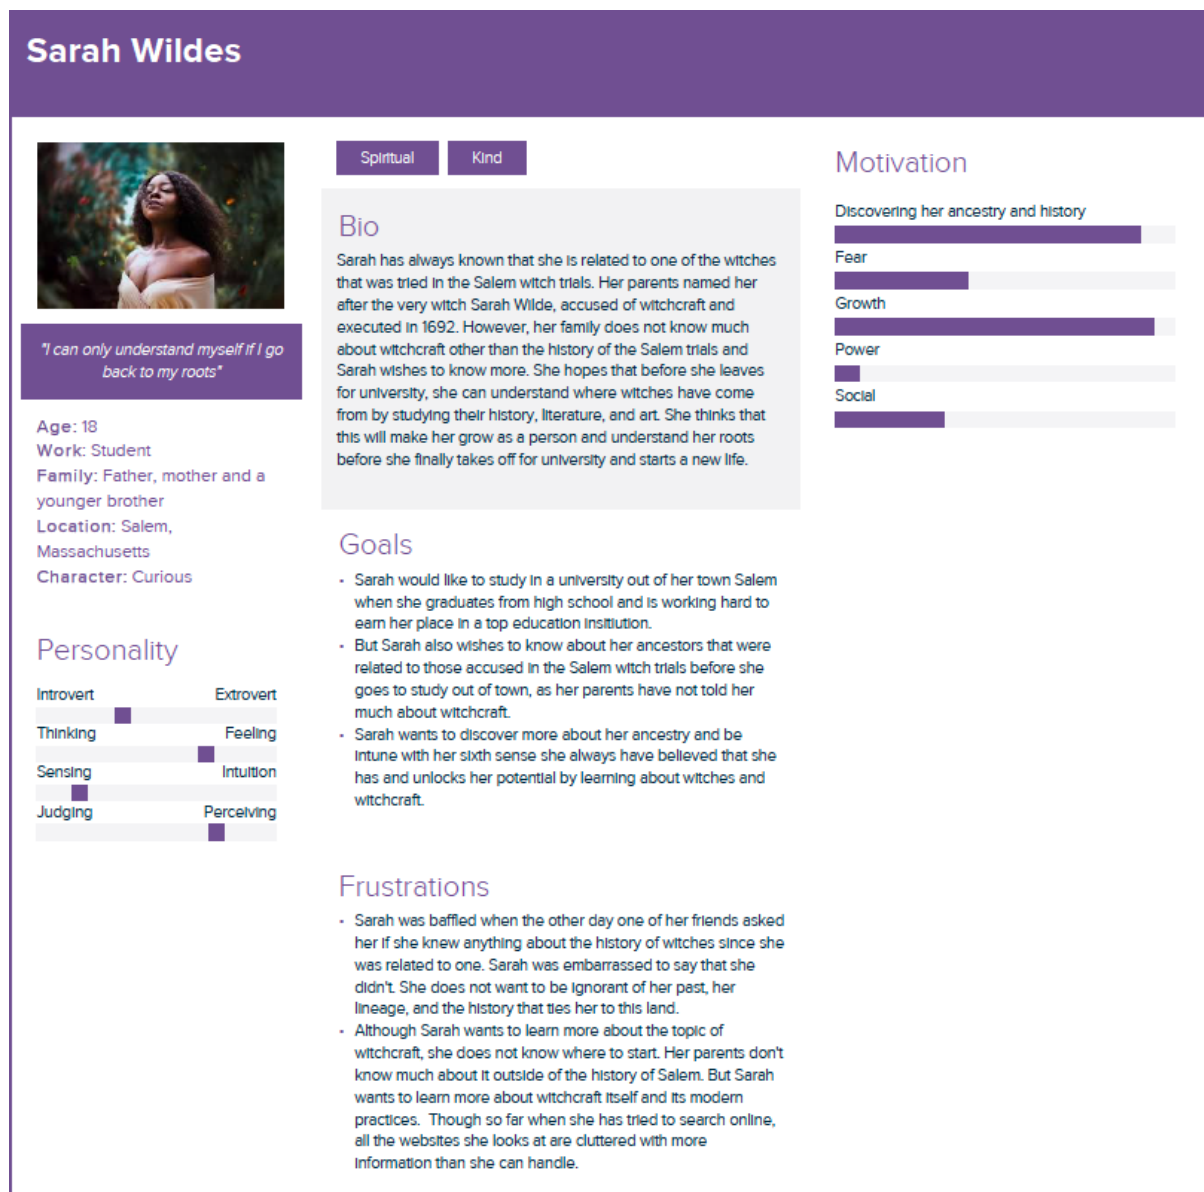 Sarah Wildes
"I can only understand myself if I go
back to my roots"
Age: 18
Work: Student
Family: Father, mother and a
younger brother
Location: Salem,
Massachusetts
Character: Curious
Personality
Introvert Extrovert
Thinking Feeling
Sensing Intuition
Judging Perceiving
Spiritual Kind
Bio
Sarah has always known that she is related to one of the witches
that was tried in the Salem witch trials. Her parents named her
after the very witch Sarah Wilde, accused of witchcraft and
executed in 1692. However, her family does not know much
about witchcraft other than the history of the Salem trials and
Sarah wishes to know more. She hopes that before she leaves
for university, she can understand where witches have come
from by studying their history, literature, and art. She thinks that
this will make her grow as a person and understand her roots
before she finally takes off for university and starts a new life.
Goals
• Sarah would like to study in a university out of her town Salem
when she graduates from high school and is working hard to
earn her place in a top education insitiution.
• But Sarah also wishes to know about her ancestors that were
related to those accused in the Salem witch trials before she
goes to study out of town, as her parents have not told her
much about witchcraft.
• Sarah wants to discover more about her ancestry and be
intune with her sixth sense she always have believed that she
has and unlocks her potential by learning about witches and
witchcraft.
Frustrations
• Sarah was baffled when the other day one of her friends asked
her if she knew anything about the history of witches since she
was related to one. Sarah was embarrassed to say that she
didn't. She does not want to be ignorant of her past, her
lineage, and the history that ties her to this land.
• Although Sarah wants to learn more about the topic of
witchcraft, she does not know where to start. Her parents don't
know much about it outside of the history of Salem. But Sarah
wants to learn more about witchcraft itself and its modern
practices. Though so far when she has tried to search online,
all the websites she looks at are cluttered with more
information than she can handle.
Motivation
Discovering her ancestry and history
Fear
Growth
Power
Social